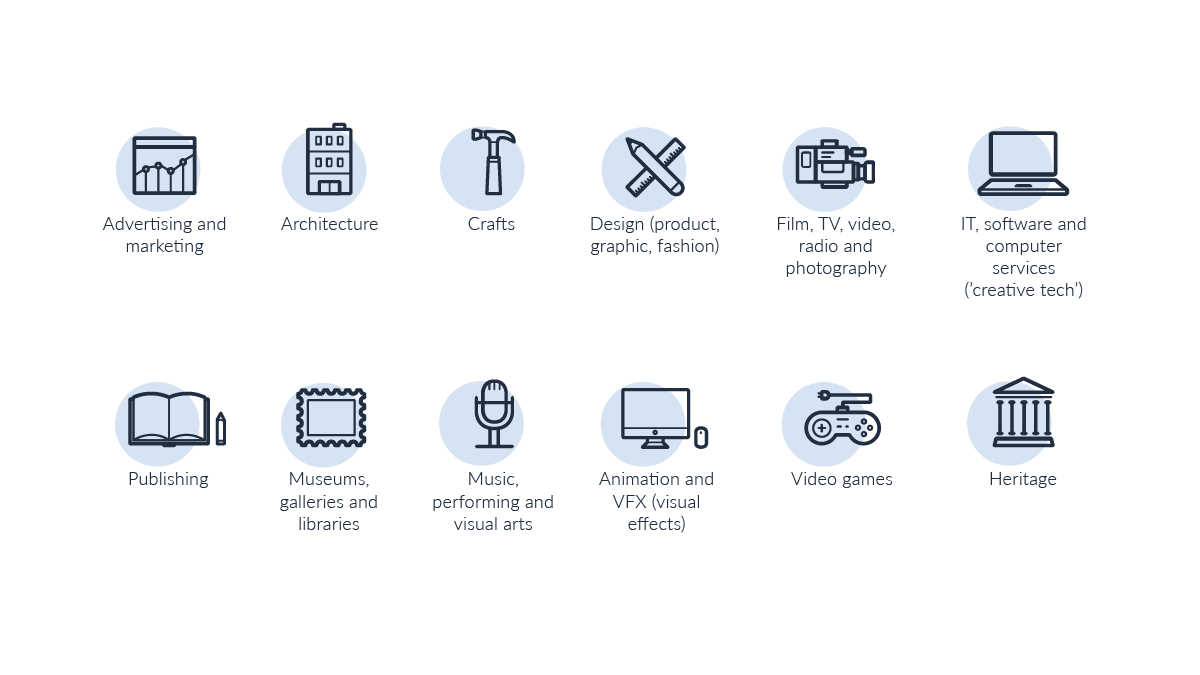 Advertising and
marketing
Architecture
Crafts
Design (product,
graphic, fashion)
Film, TV, video,
radio and
photography
IT, software and
computer
services
(’creative tech’)
Publishing
Museums,
galleries and
libraries
Music,
performing and
visual arts
Animation and
VFX (visual
effects)
Video games
Heritage